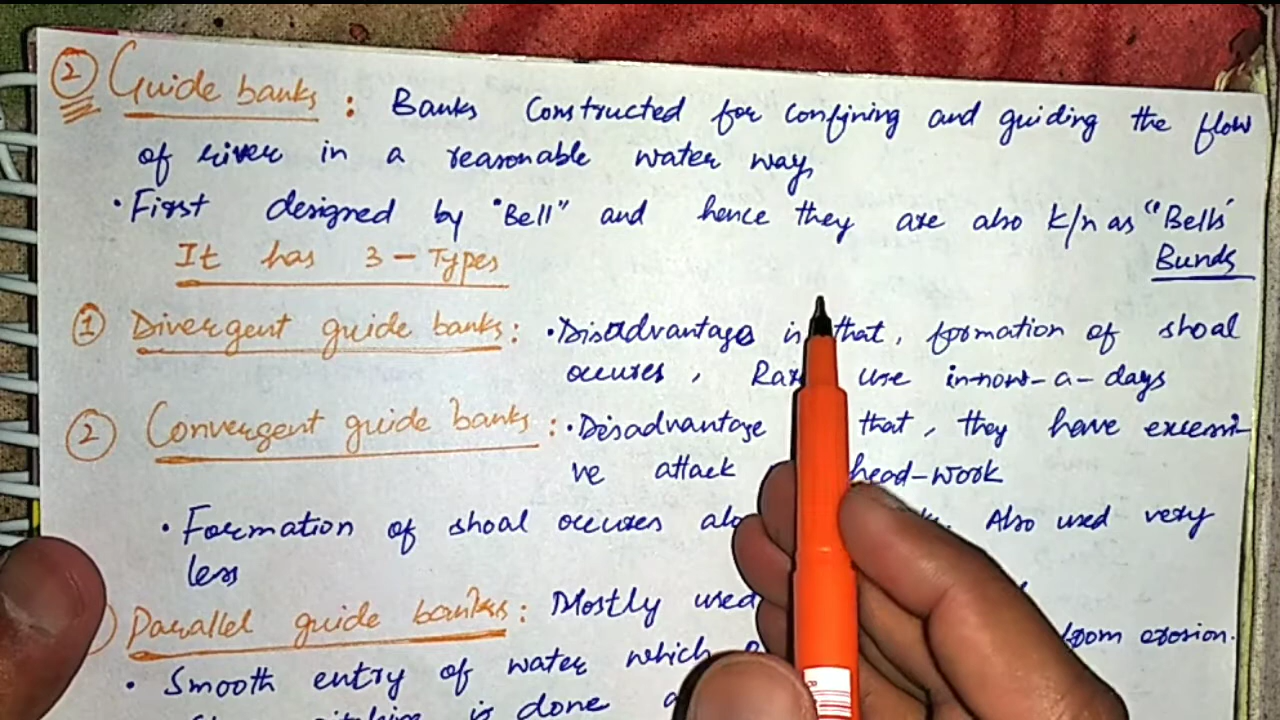 ② Guide banks : Banks Constructed for confining and guiding the flow
of river in a reasonable water way,
• First designed by "Bell" and hence they are also k/n as "Bells'
Bunds
It has 3 - Types
① Divergent guide banks : • Disadvantages is that, formation of shoal
occures, use in-now-a-days
② Convergent guide banks : • Disadvantage that, they have excessi-
ve attack head-work
• Formation of shoal occures Also used very
less
Parallel guide banks : Mostly used from erosion.
• Smooth entry of water which
is done